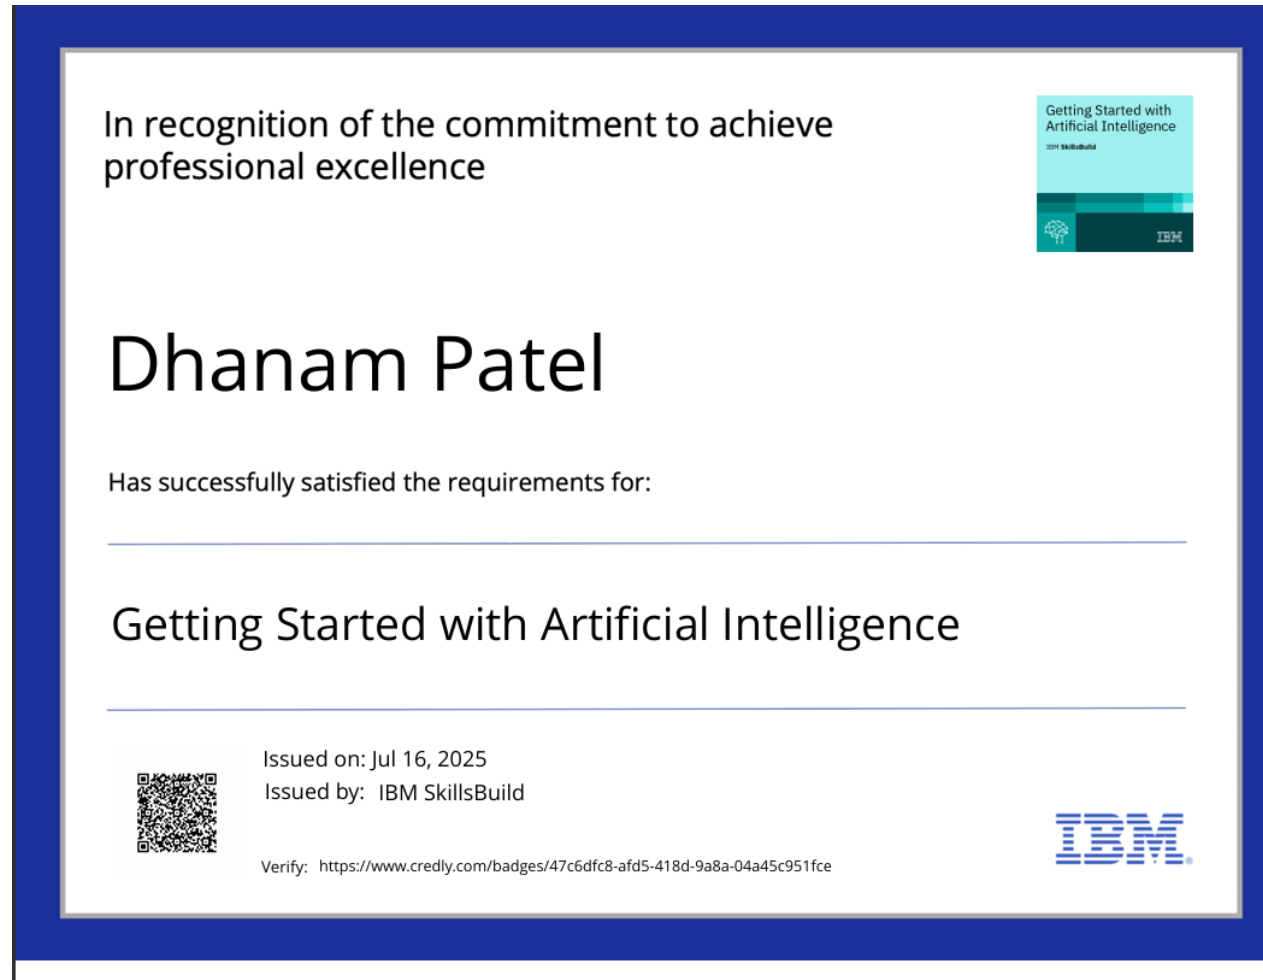 In recognition of the commitment to achieve
professional excellence
Getting Started with
Artificial Intelligence
IBM SkillsBuild
IBM
Dhanam Patel
Has successfully satisfied the requirements for:
Getting Started with Artificial Intelligence
Issued on: Jul 16, 2025
Issued by: IBM SkillsBuild
Verify: https://www.credly.com/badges/47c6dfc8-afd5-418d-9a8a-04a45c951fce
IBM®